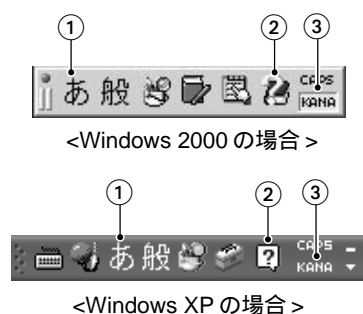 ① ② ③
あ 般 CAPS
KANA
<Windows 2000 の場合 >
① ② ③
あ 般 ? CAPS
KANA
<Windows XP の場合 >